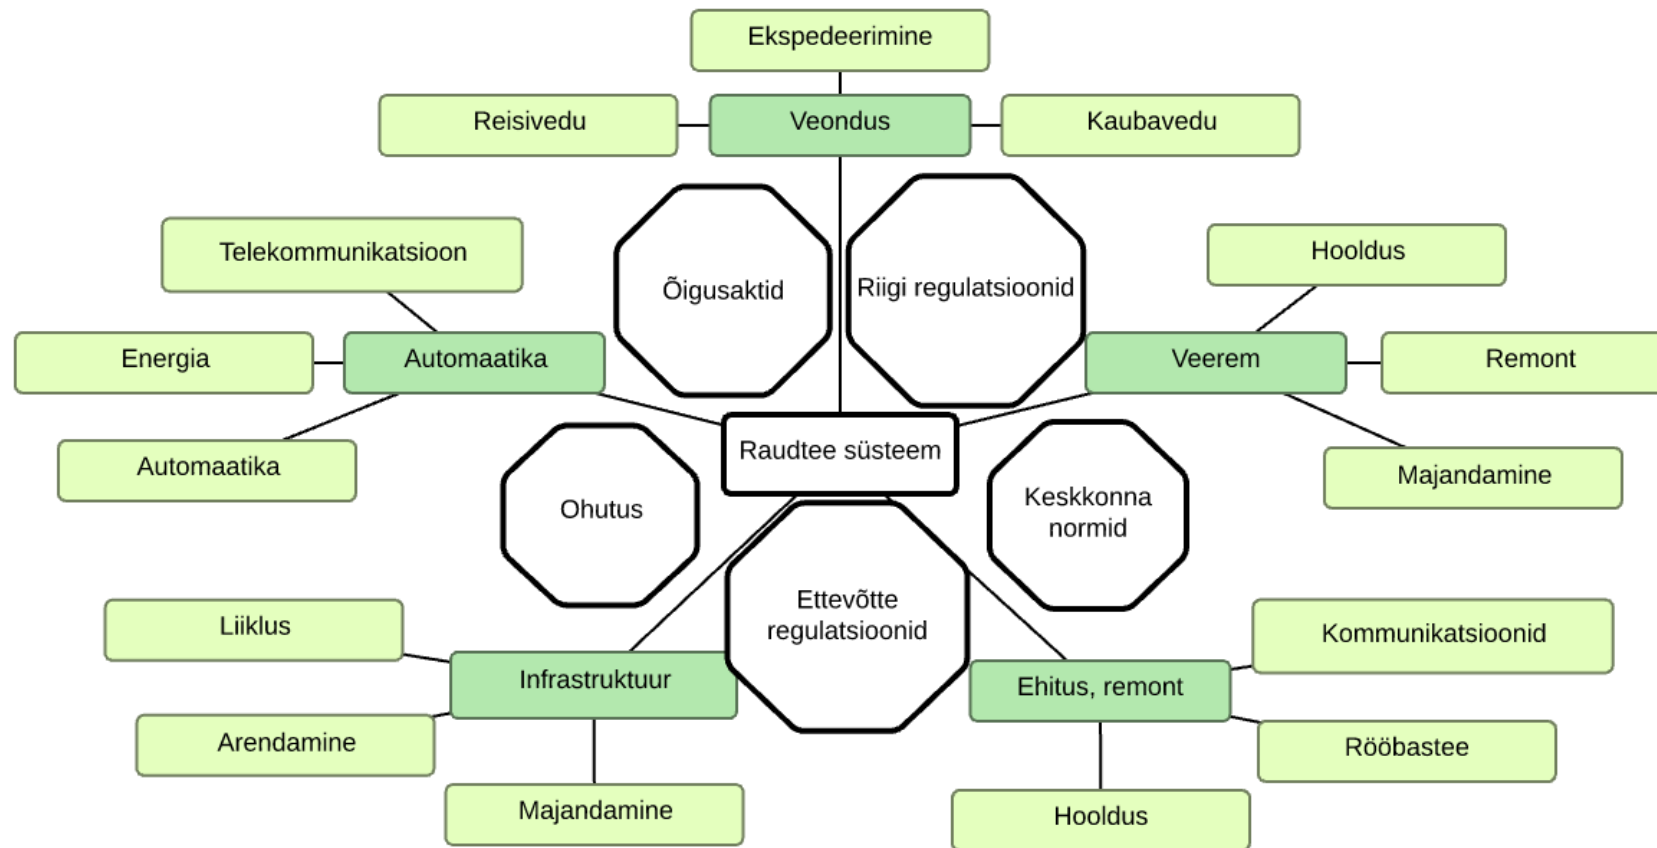 Ekspedeerimine
Reisivedu
Veondus
Kaubavedu
Telekommunikatsioon
Õigusaktid
Riigi regulatsioonid
Hooldus
Energia
Automaatika
Veerem
Remont
Automaatika
Raudtee süsteem
Majandamine
Ohutus
Keskkonna
normid
Liiklus
Ettevõtte
regulatsioonid
Kommunikatsioonid
Infrastruktuur
Ehitus, remont
Arendamine
Rööbastee
Majandamine
Hooldus